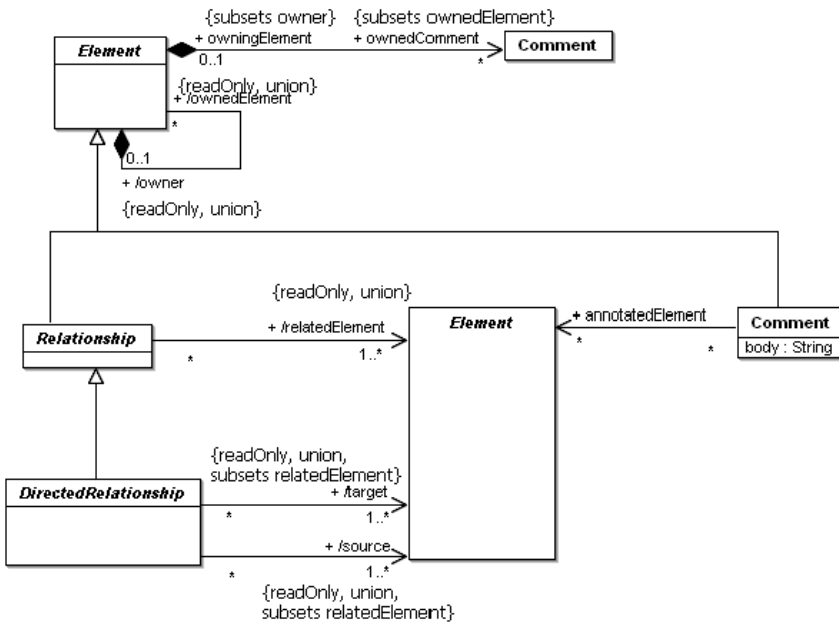 {subsets owner} {subsets ownedElement}
Element
+ owningElement
+ ownedComment
Comment
0..1
*
{readOnly, union}
+ /ownedElement
*
0..1
+ /owner
{readOnly, union}
{readOnly, union}
Relationship
+ /relatedElement
*
1..*
Element
+ annotatedElement
*
*
Comment
body : String
{readOnly, union,
subsets relatedElement}
DirectedRelationship
+ /target
*
1..*
+ /source
*
1..*
{readOnly, union,
subsets relatedElement}